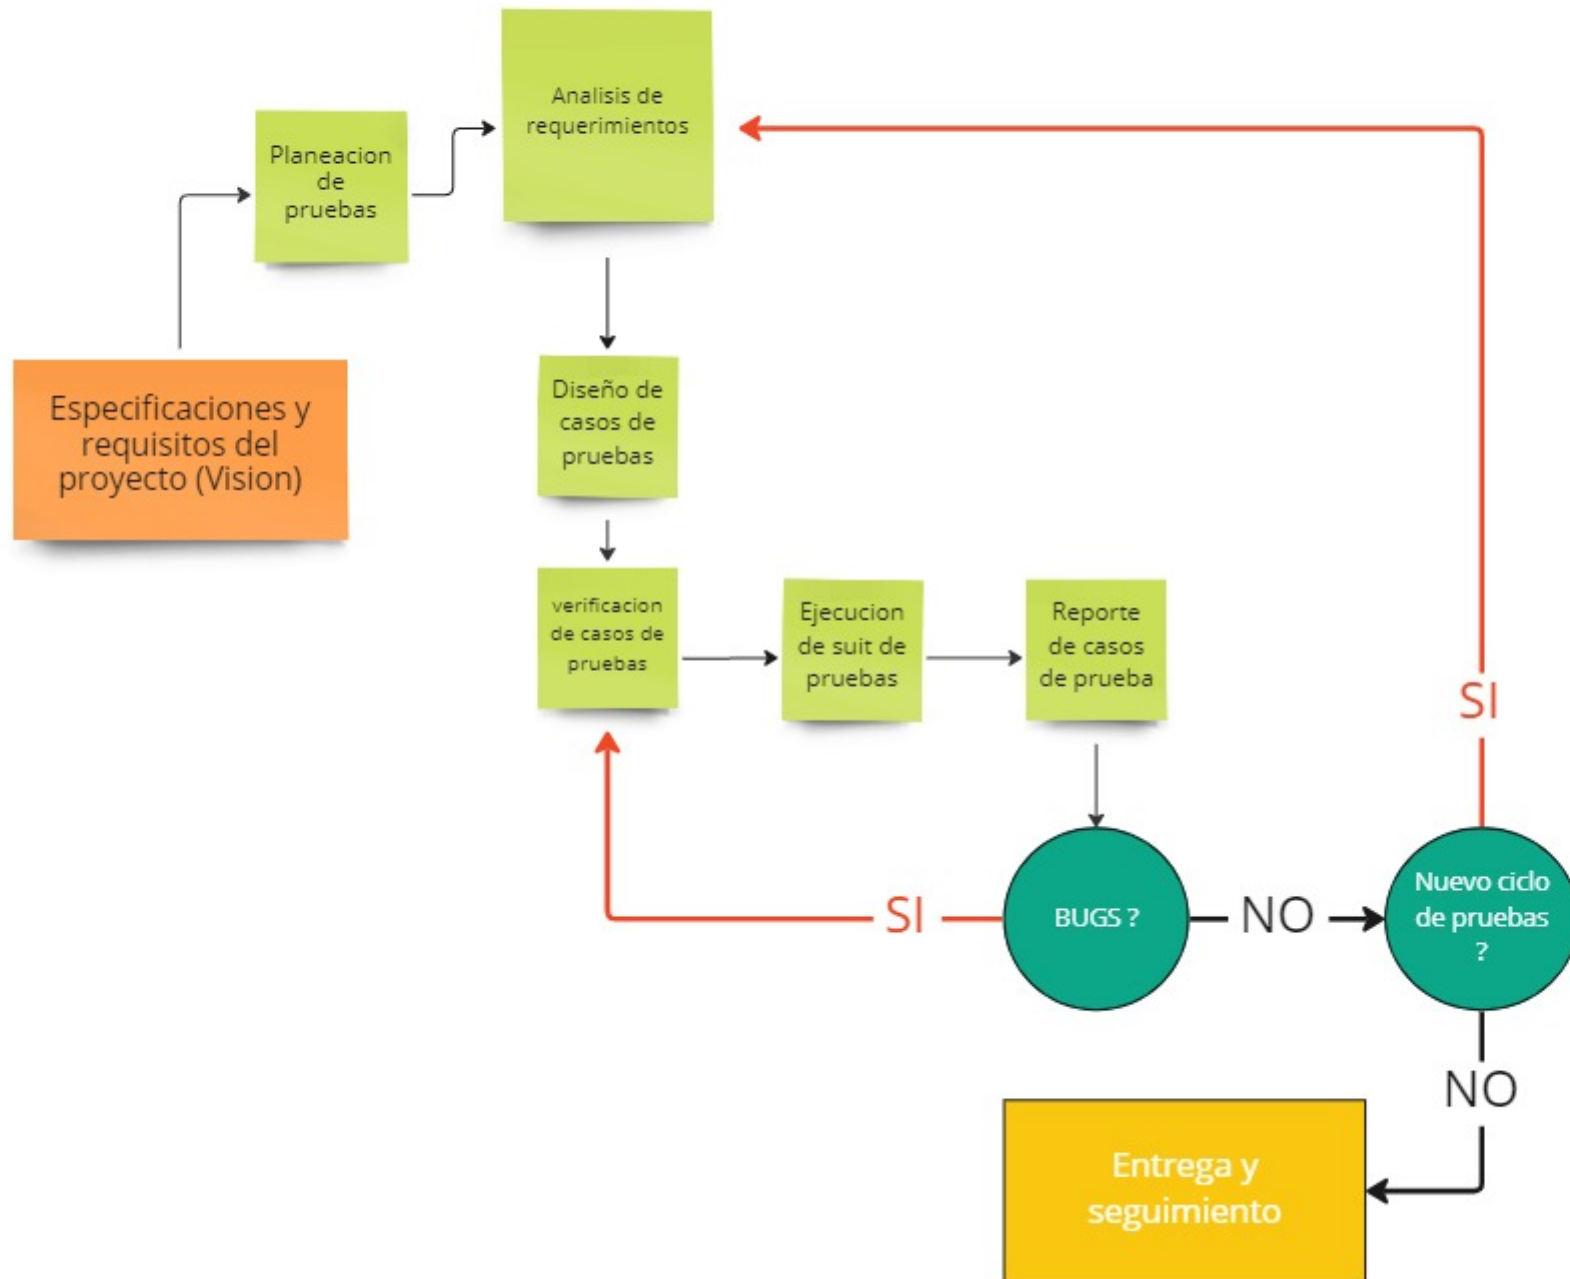 Analisis de
requerimientos
Planeacion
de
pruebas
Especificaciones y
requisitos del
proyecto (Vision)
Diseño de
casos de
pruebas
verificacion
de casos de
pruebas
Ejecucion
de suit de
pruebas
Reporte
de casos
de prueba
SI
BUGS ?
SI
NO
Nuevo ciclo
de pruebas
?
NO
Entrega y
seguimiento